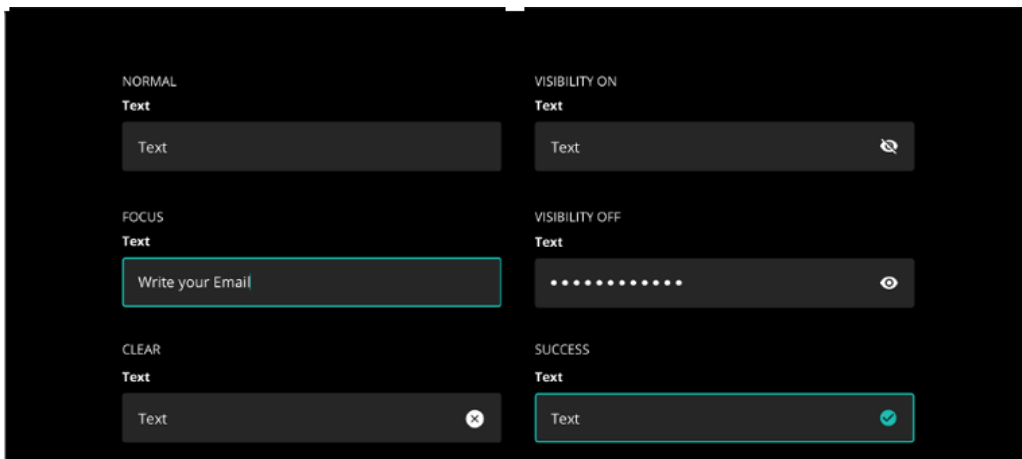 NORMAL
Text
Text
VISIBILITY ON
Text
Text
FOCUS
Text
Write your Email
VISIBILITY OFF
Text
••••••••••••
CLEAR
Text
Text
SUCCESS
Text
Text